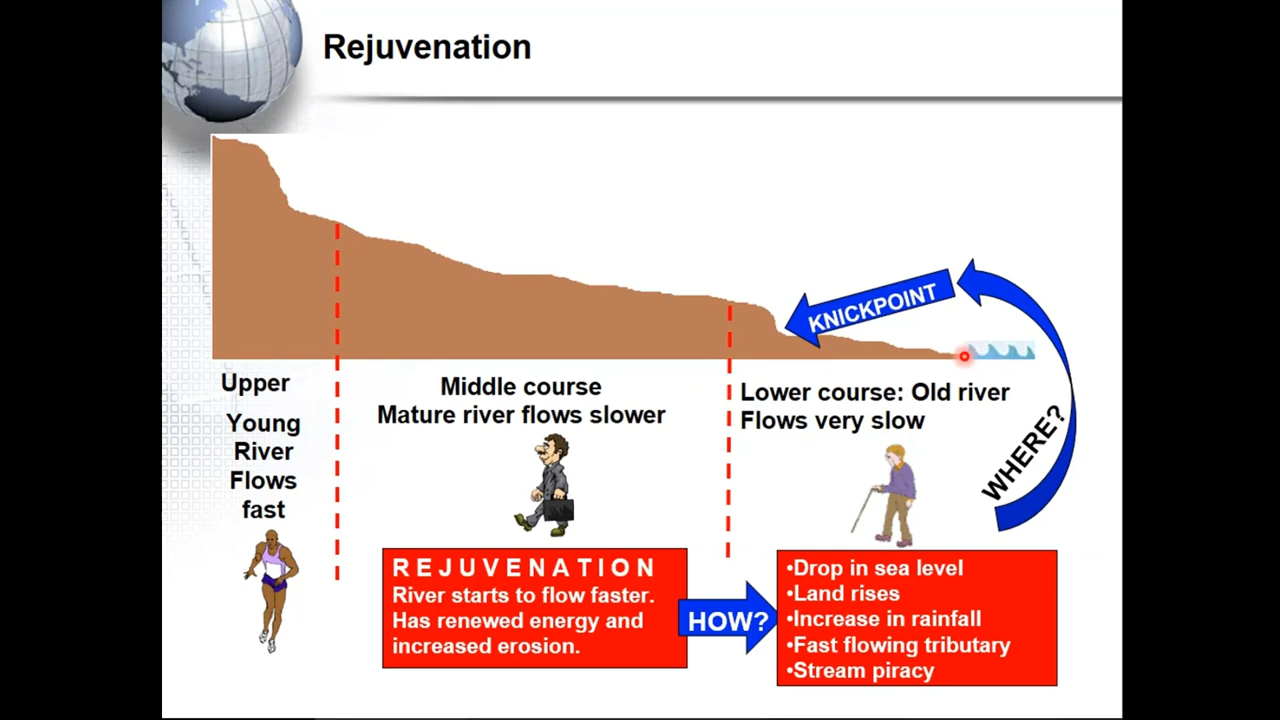 Rejuvenation
KNICKPOINT
WHERE?
Upper
Young
River
Flows
fast
Middle course
Mature river flows slower
Lower course: Old river
Flows very slow
REJUVENATION
River starts to flow faster.
Has renewed energy and
increased erosion.
HOW?
•Drop in sea level
•Land rises
•Increase in rainfall
•Fast flowing tributary
•Stream piracy